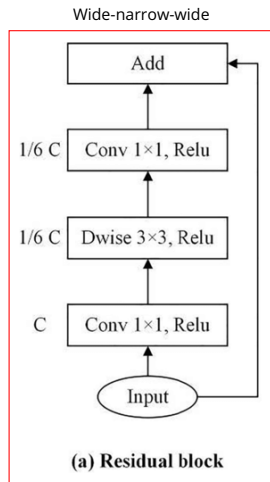 Wide-narrow-wide
Add
1/6 C Conv 1×1, Relu
1/6 C Dwise 3×3, Relu
C Conv 1×1, Relu
Input
(a) Residual block